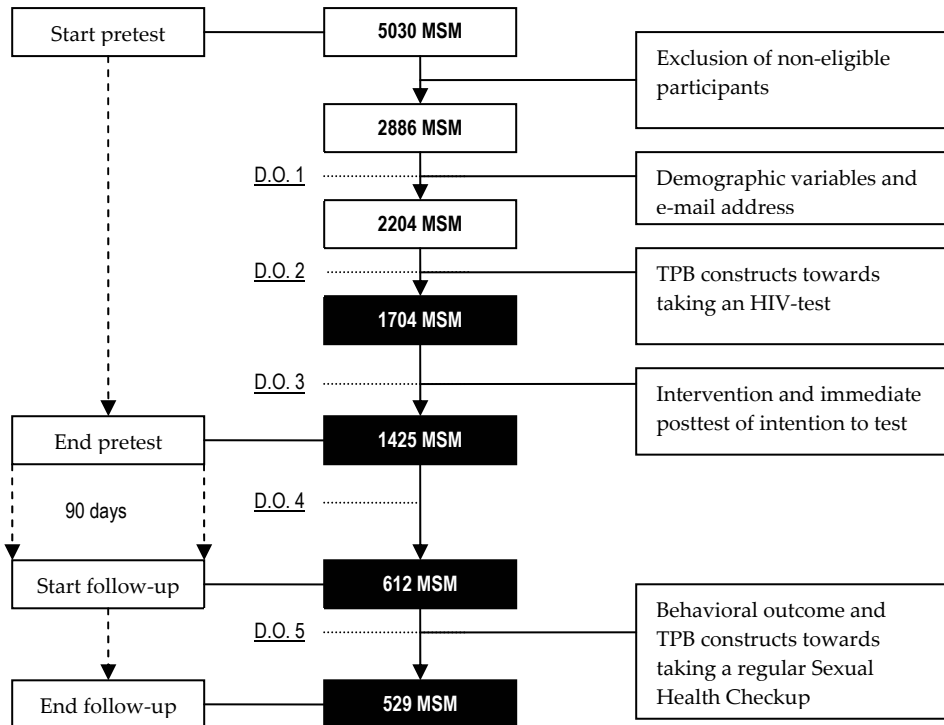 Start pretest
5030 MSM
Exclusion of non-eligible
participants
2886 MSM
D.O. 1
Demographic variables and
e-mail address
2204 MSM
D.O. 2
TPB constructs towards
taking an HIV-test
1704 MSM
D.O. 3
Intervention and immediate
posttest of intention to test
End pretest
1425 MSM
90 days
D.O. 4
Start follow-up
612 MSM
D.O. 5
Behavioral outcome and
TPB constructs towards
taking a regular Sexual
Health Checkup
End follow-up
529 MSM